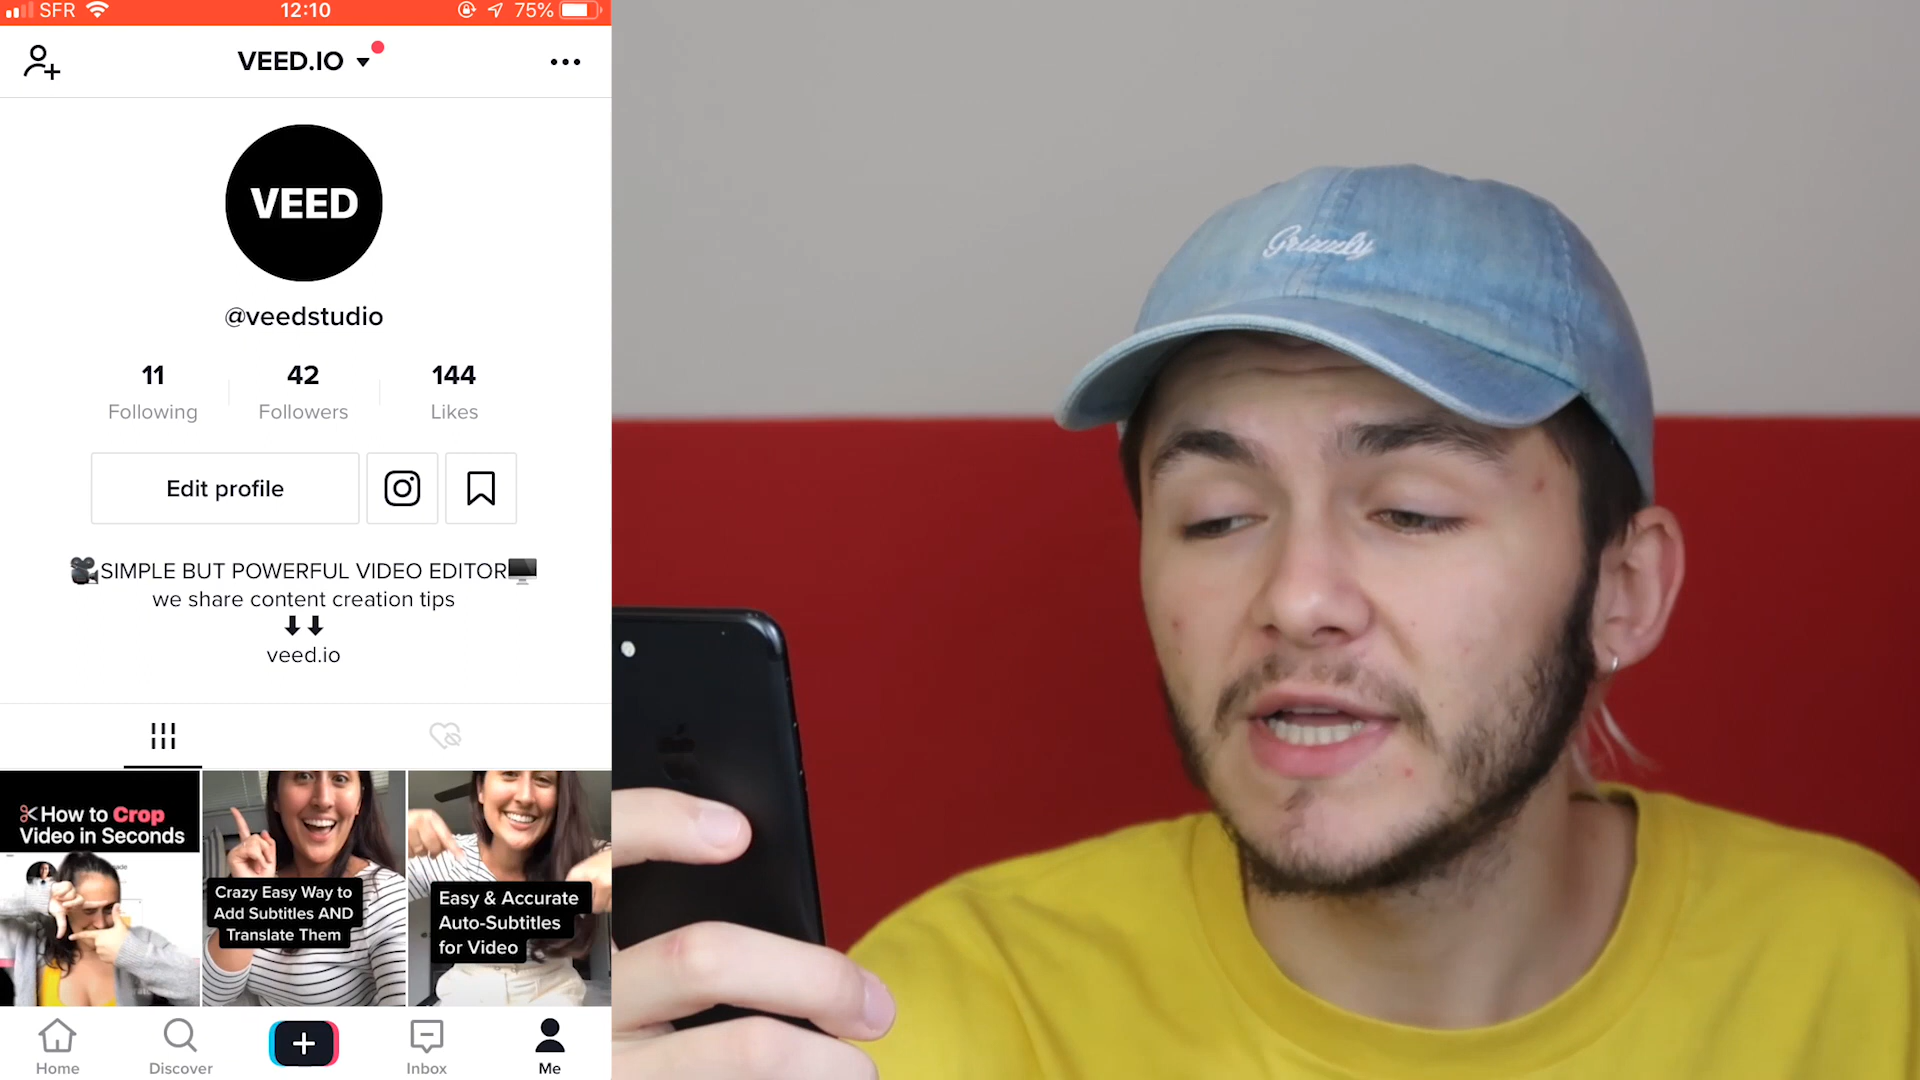 SFR 12:10 75%
VEED.IO
VEED
@veedstudio
11 42 144
Following Followers Likes
Edit profile
SIMPLE BUT POWERFUL VIDEO EDITOR
we share content creation tips
veed.io
How to Crop
Video in Seconds
Crazy Easy Way to
Add Subtitles AND
Translate Them
Easy & Accurate
Auto-Subtitles
for Video
Home Discover Inbox Me
Grizzly